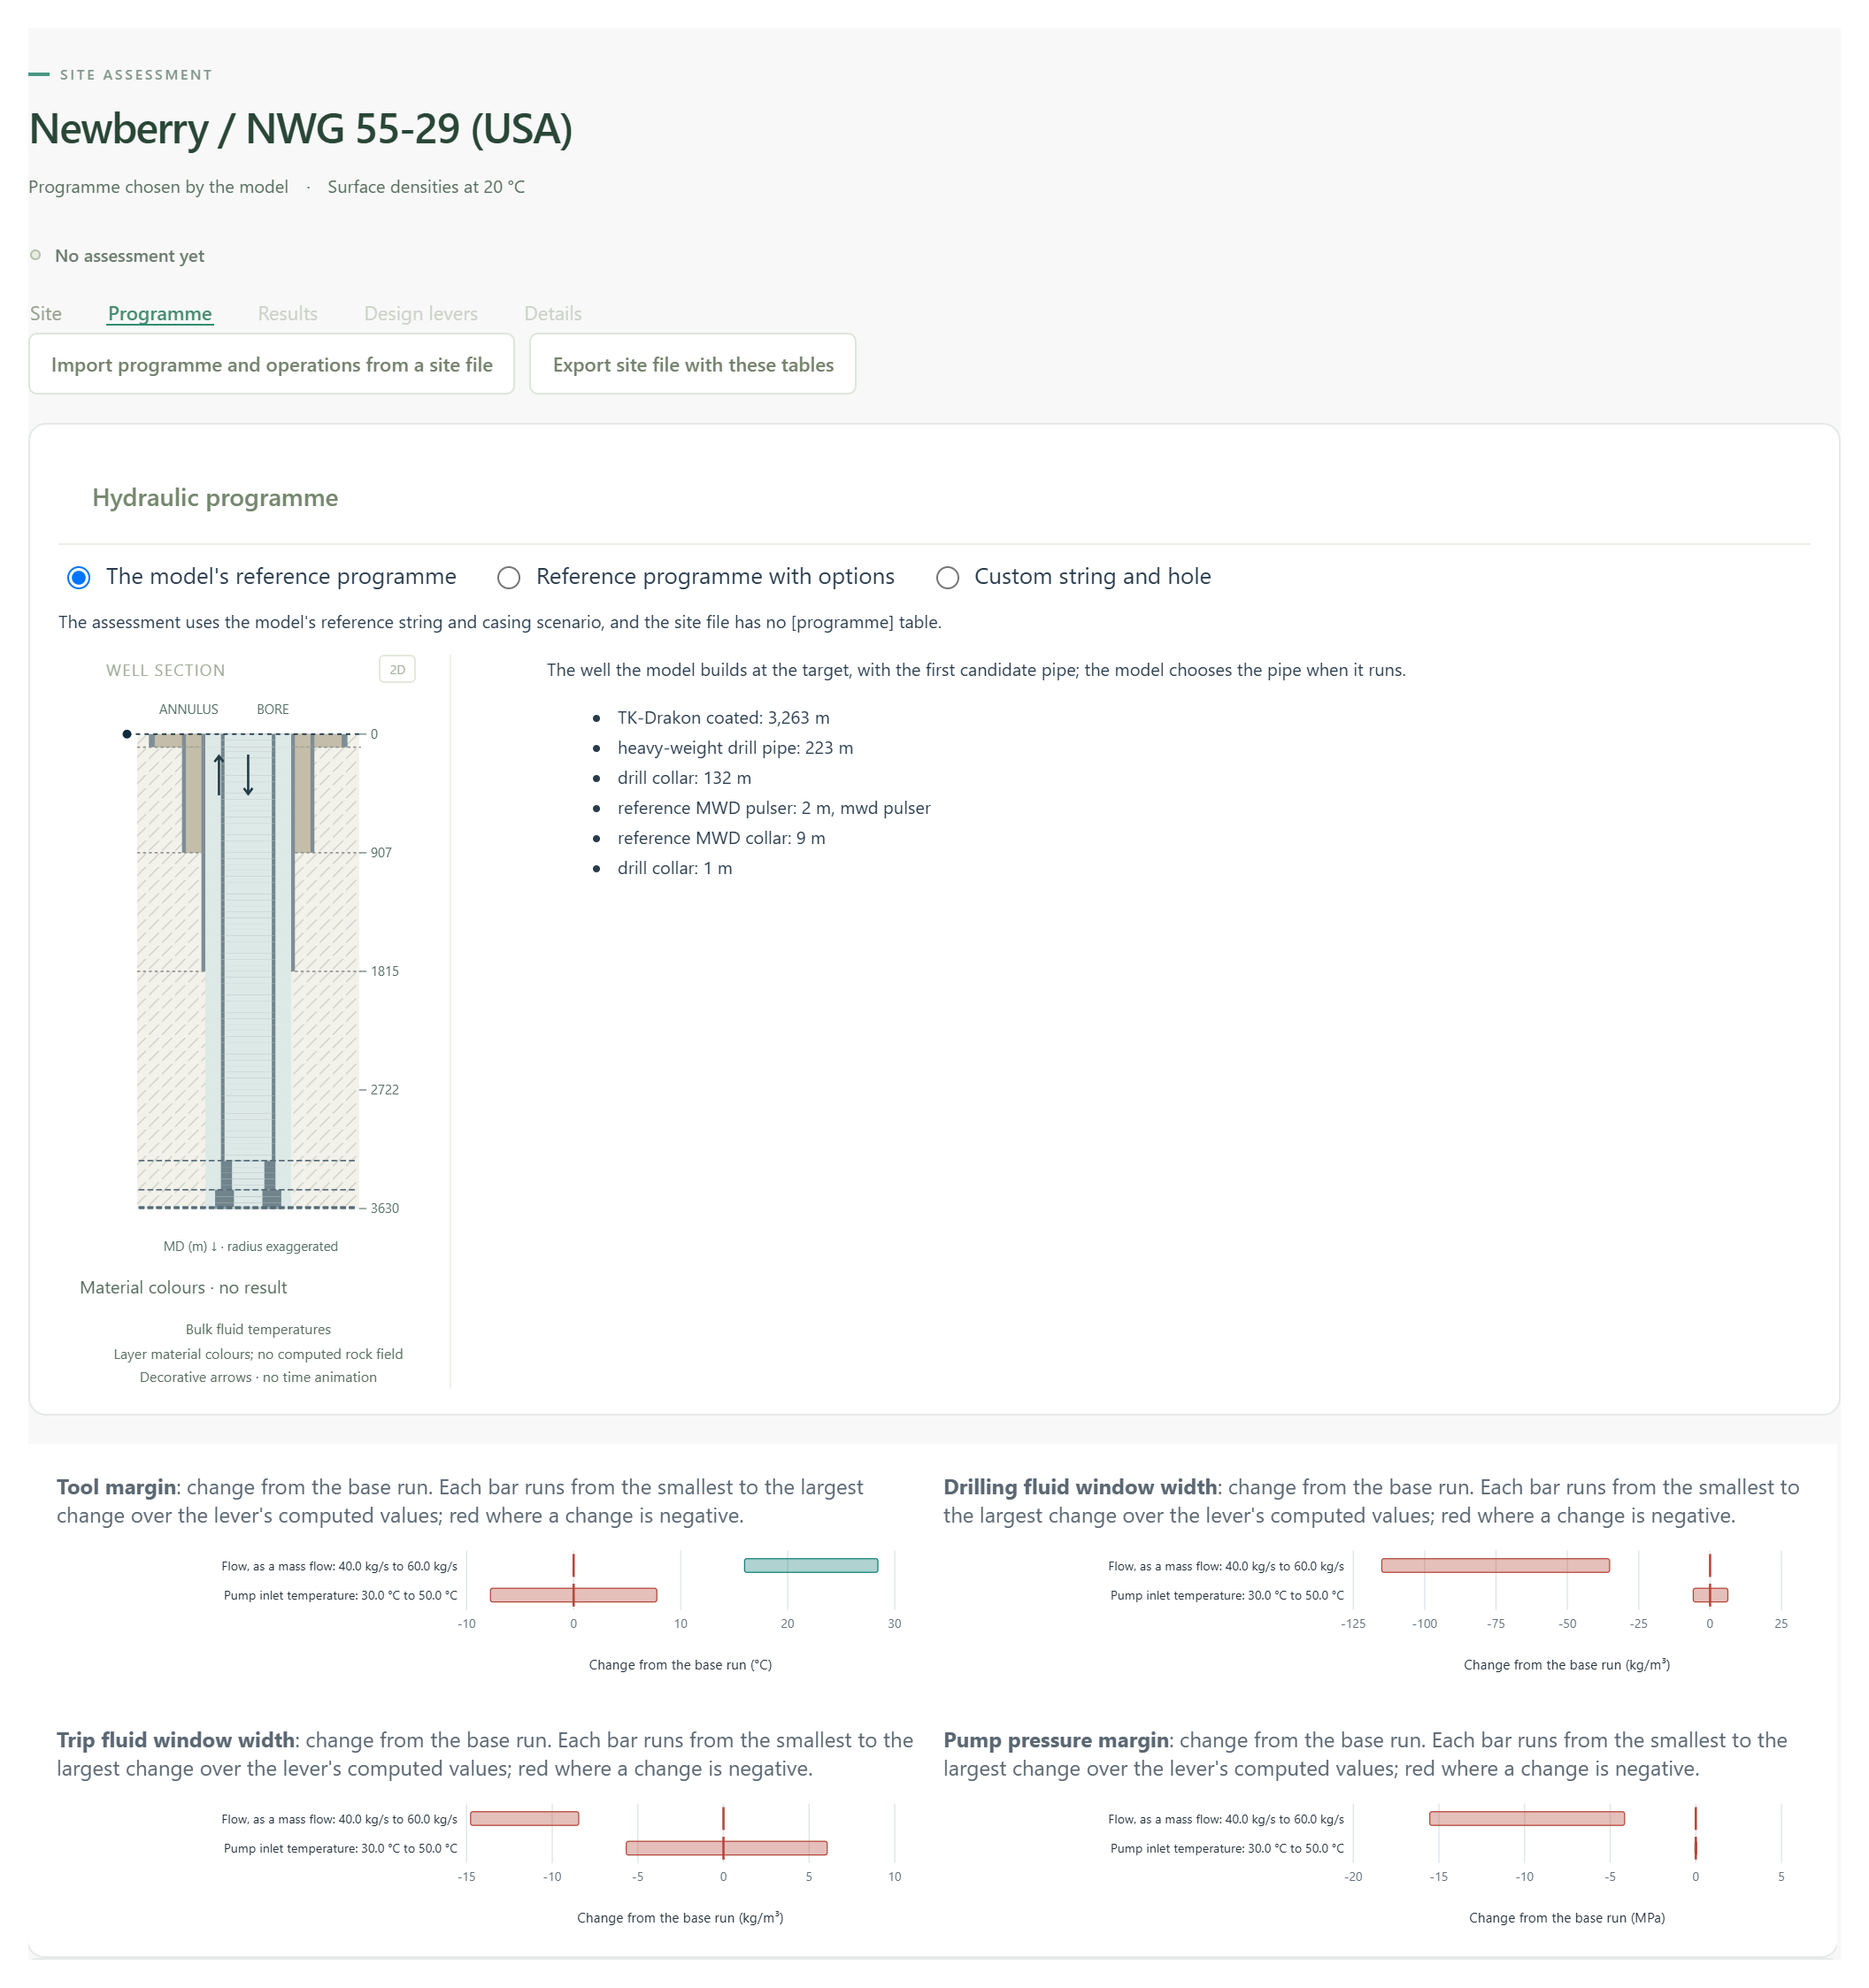 SITE ASSESSMENT
Newberry / NWG 55-29 (USA)
Programme chosen by the model · Surface densities at 20 °C
No assessment yet
Site Programme Results Design levers Details
Import programme and operations from a site file Export site file with these tables
Hydraulic programme
The model's reference programme Reference programme with options Custom string and hole
The assessment uses the model's reference string and casing scenario, and the site file has no [programme] table.
WELL SECTION 2D
ANNULUS BORE
0
907
1815
2722
3630
MD (m) ↓ · radius exaggerated
Material colours · no result
Bulk fluid temperatures
Layer material colours; no computed rock field
Decorative arrows · no time animation
The well the model builds at the target, with the first candidate pipe; the model chooses the pipe when it runs.
TK-Drakon coated: 3,263 m
heavy-weight drill pipe: 223 m
drill collar: 132 m
reference MWD pulser: 2 m, mwd pulser
reference MWD collar: 9 m
drill collar: 1 m
Tool margin: change from the base run. Each bar runs from the smallest to the largest
change over the lever's computed values; red where a change is negative.
Flow, as a mass flow: 40.0 kg/s to 60.0 kg/s
Pump inlet temperature: 30.0 °C to 50.0 °C
-10 0 10 20 30
Change from the base run (°C)
Drilling fluid window width: change from the base run. Each bar runs from the smallest to
the largest change over the lever's computed values; red where a change is negative.
Flow, as a mass flow: 40.0 kg/s to 60.0 kg/s
Pump inlet temperature: 30.0 °C to 50.0 °C
-125 -100 -75 -50 -25 0 25
Change from the base run (kg/m³)
Trip fluid window width: change from the base run. Each bar runs from the smallest to the
largest change over the lever's computed values; red where a change is negative.
Flow, as a mass flow: 40.0 kg/s to 60.0 kg/s
Pump inlet temperature: 30.0 °C to 50.0 °C
-15 -10 -5 0 5 10
Change from the base run (kg/m³)
Pump pressure margin: change from the base run. Each bar runs from the smallest to the
largest change over the lever's computed values; red where a change is negative.
Flow, as a mass flow: 40.0 kg/s to 60.0 kg/s
Pump inlet temperature: 30.0 °C to 50.0 °C
-20 -15 -10 -5 0 5
Change from the base run (MPa)